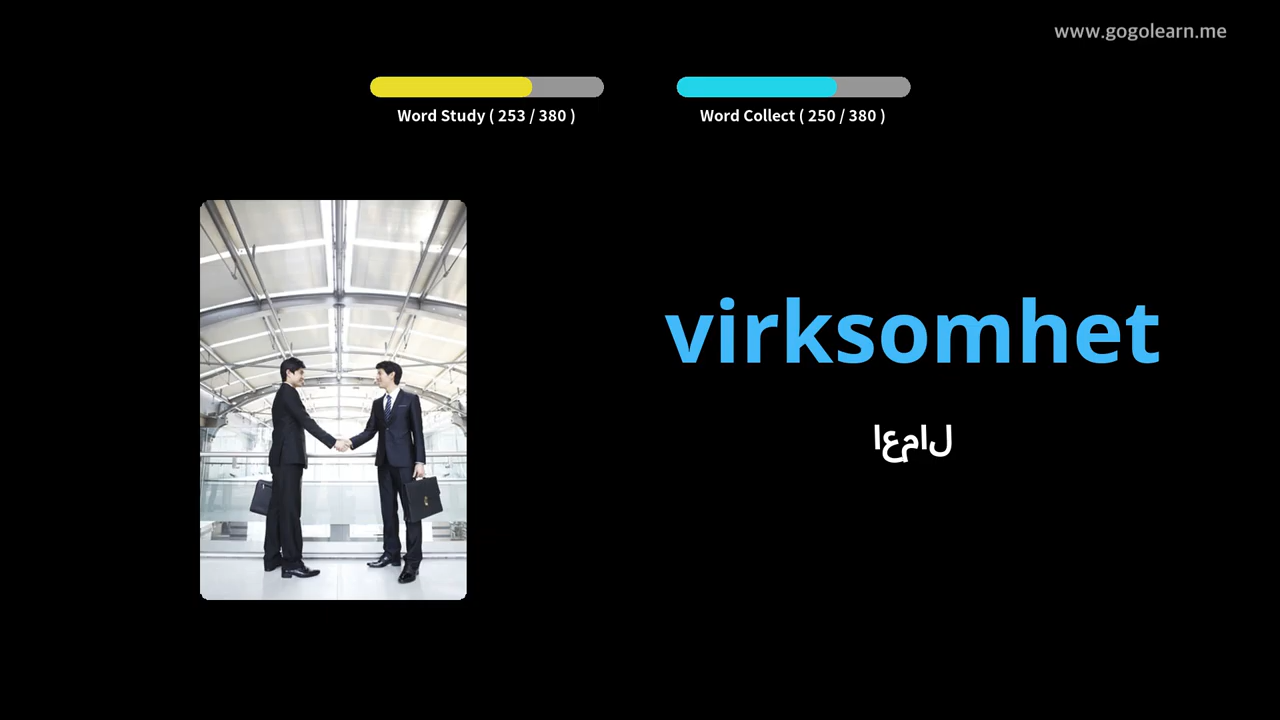 www.gogolearn.me
Word Study ( 253 / 380 )
Word Collect ( 250 / 380 )
virksomhet
اعمال